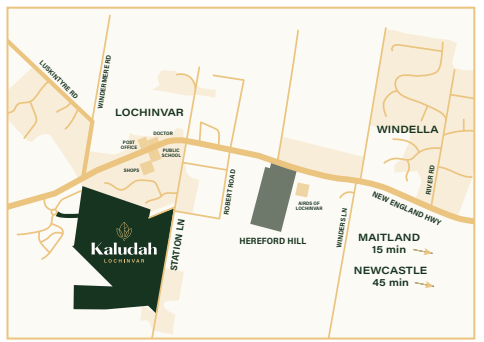 LUSKINTYRE RD
WINDERMERE RD
LOCHINVAR
DOCTOR
POST
OFFICE
PUBLIC
SCHOOL
SHOPS
WINDELLA
RIVER RD
ROBERT ROAD
AIRDS OF
LOCHINVAR
NEW ENGLAND HWY
WINDERS LN
STATION LN
HEREFORD HILL
Kaludah
LOCHINVAR
MAITLAND
15 min
NEWCASTLE
45 min